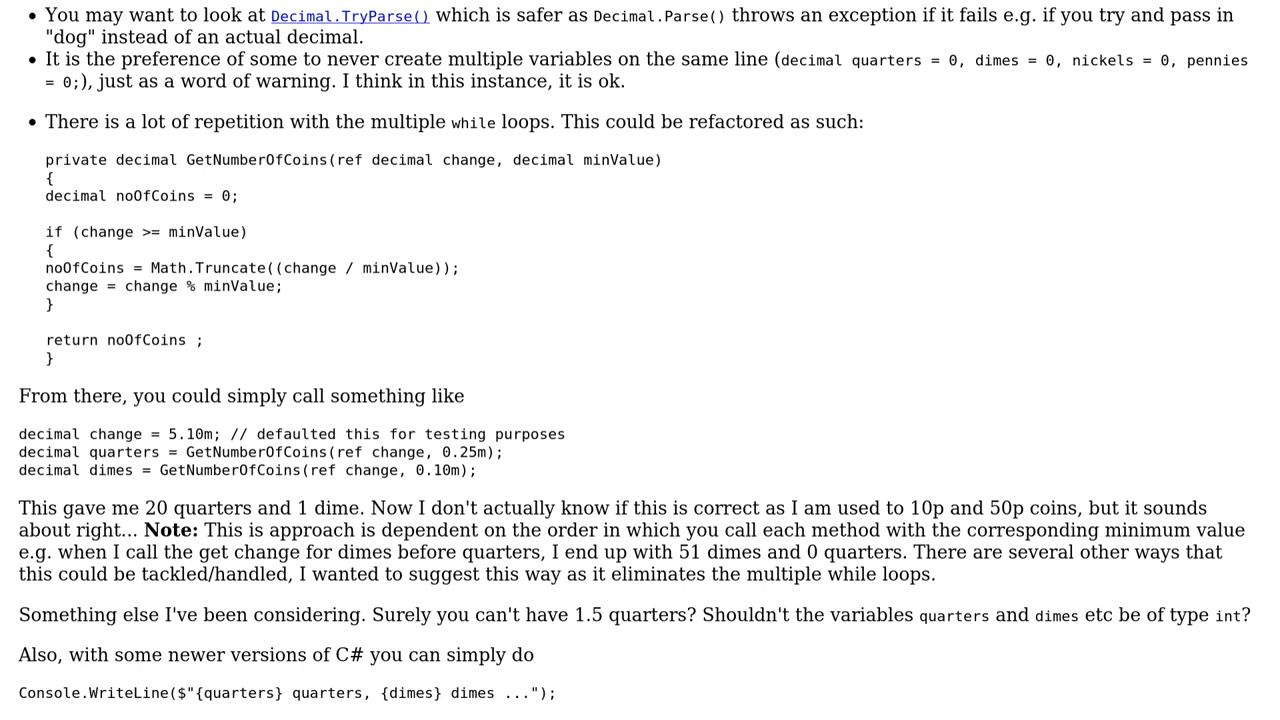 • You may want to look at Decimal.TryParse() which is safer as Decimal.Parse() throws an exception if it fails e.g. if you try and pass in
"dog" instead of an actual decimal.
• It is the preference of some to never create multiple variables on the same line (decimal quarters = 0, dimes = 0, nickels = 0, pennies
= 0;), just as a word of warning. I think in this instance, it is ok.
• There is a lot of repetition with the multiple while loops. This could be refactored as such:
private decimal GetNumberOfCoins(ref decimal change, decimal minValue)
{
decimal noOfCoins = 0;
if (change >= minValue)
{
noOfCoins = Math.Truncate((change / minValue));
change = change % minValue;
}
return noOfCoins ;
}
From there, you could simply call something like
decimal change = 5.10m; // defaulted this for testing purposes
decimal quarters = GetNumberOfCoins(ref change, 0.25m);
decimal dimes = GetNumberOfCoins(ref change, 0.10m);
This gave me 20 quarters and 1 dime. Now I don't actually know if this is correct as I am used to 10p and 50p coins, but it sounds
about right... Note: This is approach is dependent on the order in which you call each method with the corresponding minimum value
e.g. when I call the get change for dimes before quarters, I end up with 51 dimes and 0 quarters. There are several other ways that
this could be tackled/handled, I wanted to suggest this way as it eliminates the multiple while loops.
Something else I've been considering. Surely you can't have 1.5 quarters? Shouldn't the variables quarters and dimes etc be of type int?
Also, with some newer versions of C# you can simply do
Console.WriteLine($"{quarters} quarters, {dimes} dimes ...");